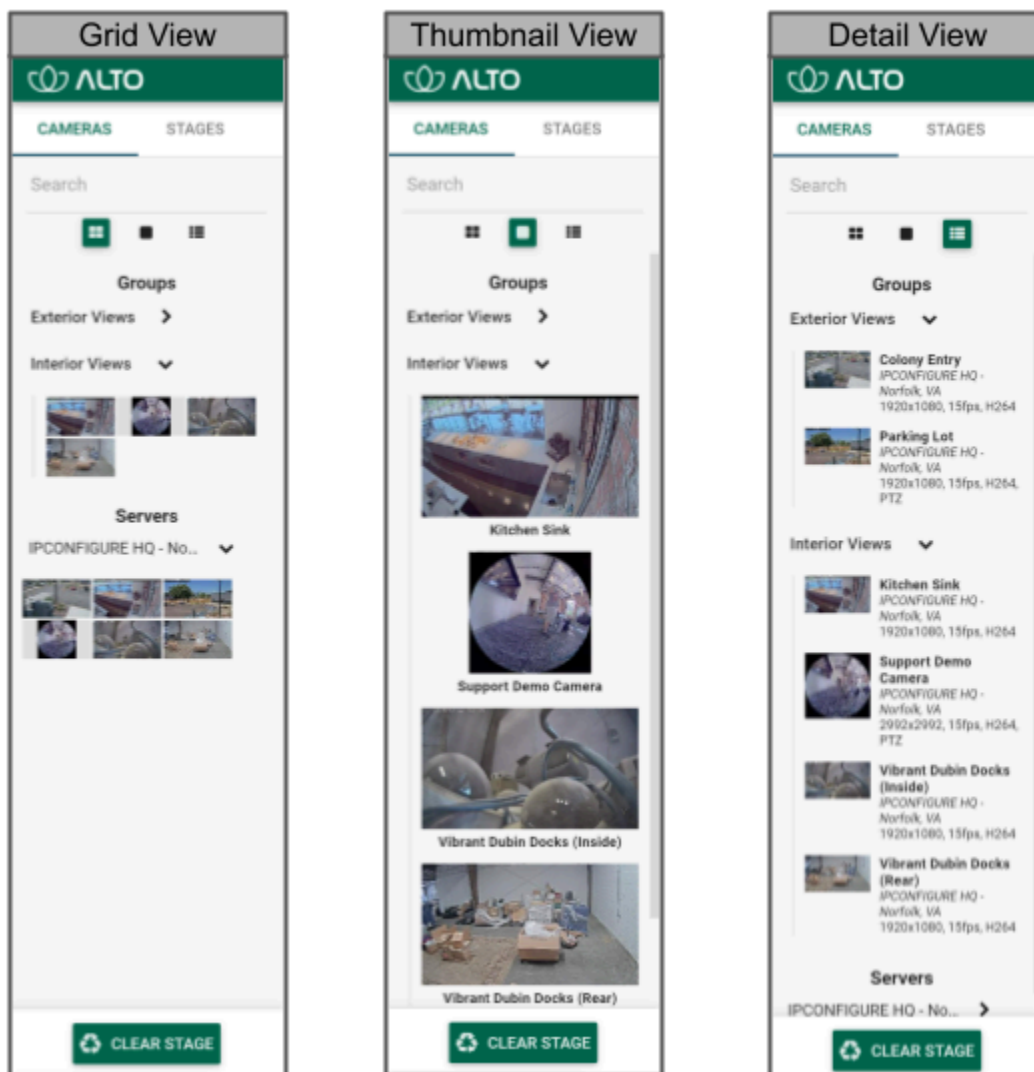 Grid View
ALTO
CAMERAS STAGES
Search
Groups
Exterior Views
Interior Views
Servers
IPCONFIGURE HQ - No...
CLEAR STAGE
Thumbnail View
ALTO
CAMERAS STAGES
Search
Groups
Exterior Views
Interior Views
Kitchen Sink
Support Demo Camera
Vibrant Dubin Docks (Inside)
Vibrant Dubin Docks (Rear)
CLEAR STAGE
Detail View
ALTO
CAMERAS STAGES
Search
Groups
Exterior Views
Colony Entry
IPCONFIGURE HQ -
Norfolk, VA
1920x1080, 15fps, H264
Parking Lot
IPCONFIGURE HQ -
Norfolk, VA
1920x1080, 15fps, H264,
PTZ
Interior Views
Kitchen Sink
IPCONFIGURE HQ -
Norfolk, VA
1920x1080, 15fps, H264
Support Demo
Camera
IPCONFIGURE HQ -
Norfolk, VA
2992x2992, 15fps, H264,
PTZ
Vibrant Dubin Docks
(Inside)
IPCONFIGURE HQ -
Norfolk, VA
1920x1080, 15fps, H264
Vibrant Dubin Docks
(Rear)
IPCONFIGURE HQ -
Norfolk, VA
1920x1080, 15fps, H264
Servers
IPCONFIGURE HQ - No...
CLEAR STAGE